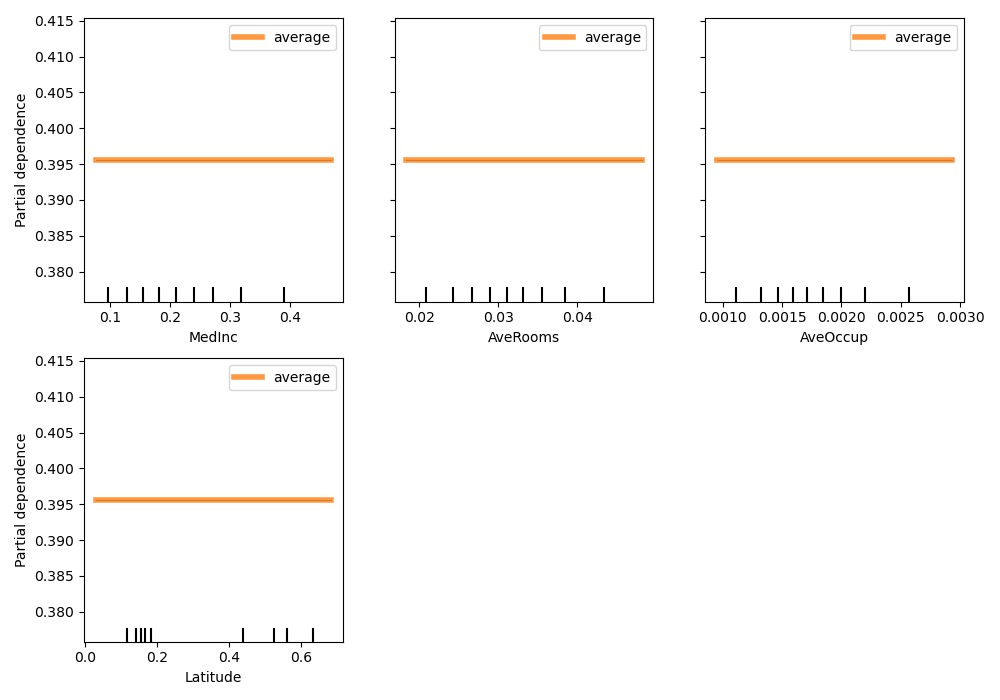 0.415
0.410
0.405
0.400
0.395
0.390
0.385
0.380
Partial dependence
average
0.1 0.2 0.3 0.4
MedInc
average
0.02 0.03 0.04
AveRooms
average
0.0010 0.0015 0.0020 0.0025 0.0030
AveOccup
0.415
0.410
0.405
0.400
0.395
0.390
0.385
0.380
Partial dependence
average
0.0 0.2 0.4 0.6
Latitude